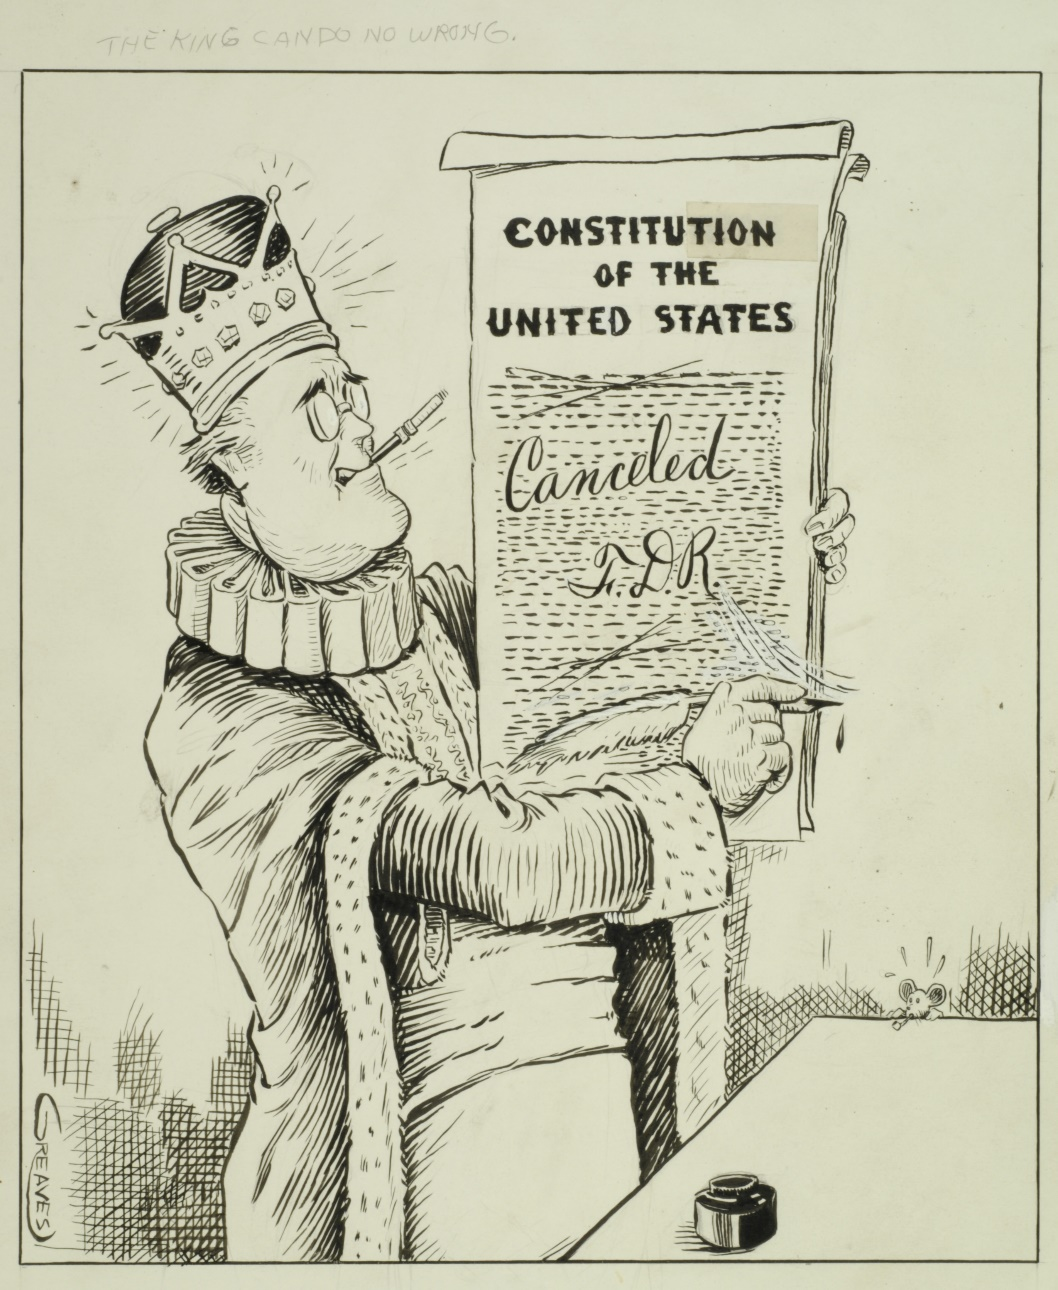 THE KING CAN DO NO WRONG.
CONSTITUTION
OF THE
UNITED STATES
Canceled
F.D.R.
GREAVES